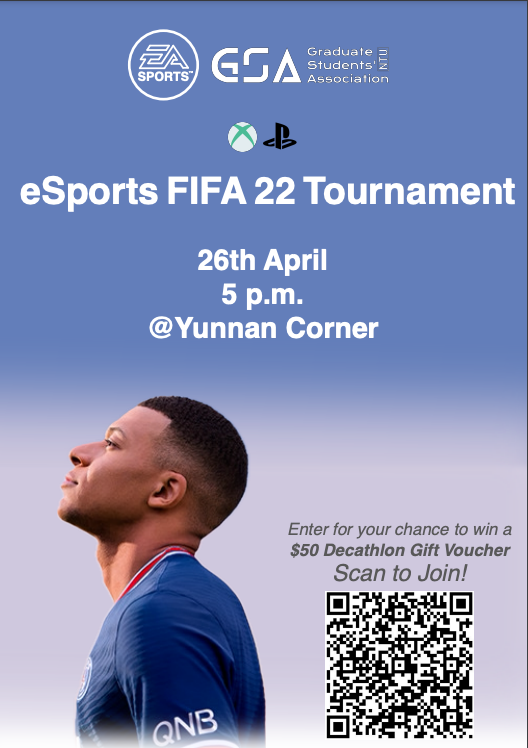 EA
SPORTS™
GSA
Graduate
Students'
Association
NTU
eSports FIFA 22 Tournament
26th April
5 p.m.
@Yunnan Corner
Enter for your chance to win a
$50 Decathlon Gift Voucher
Scan to Join!
QNB